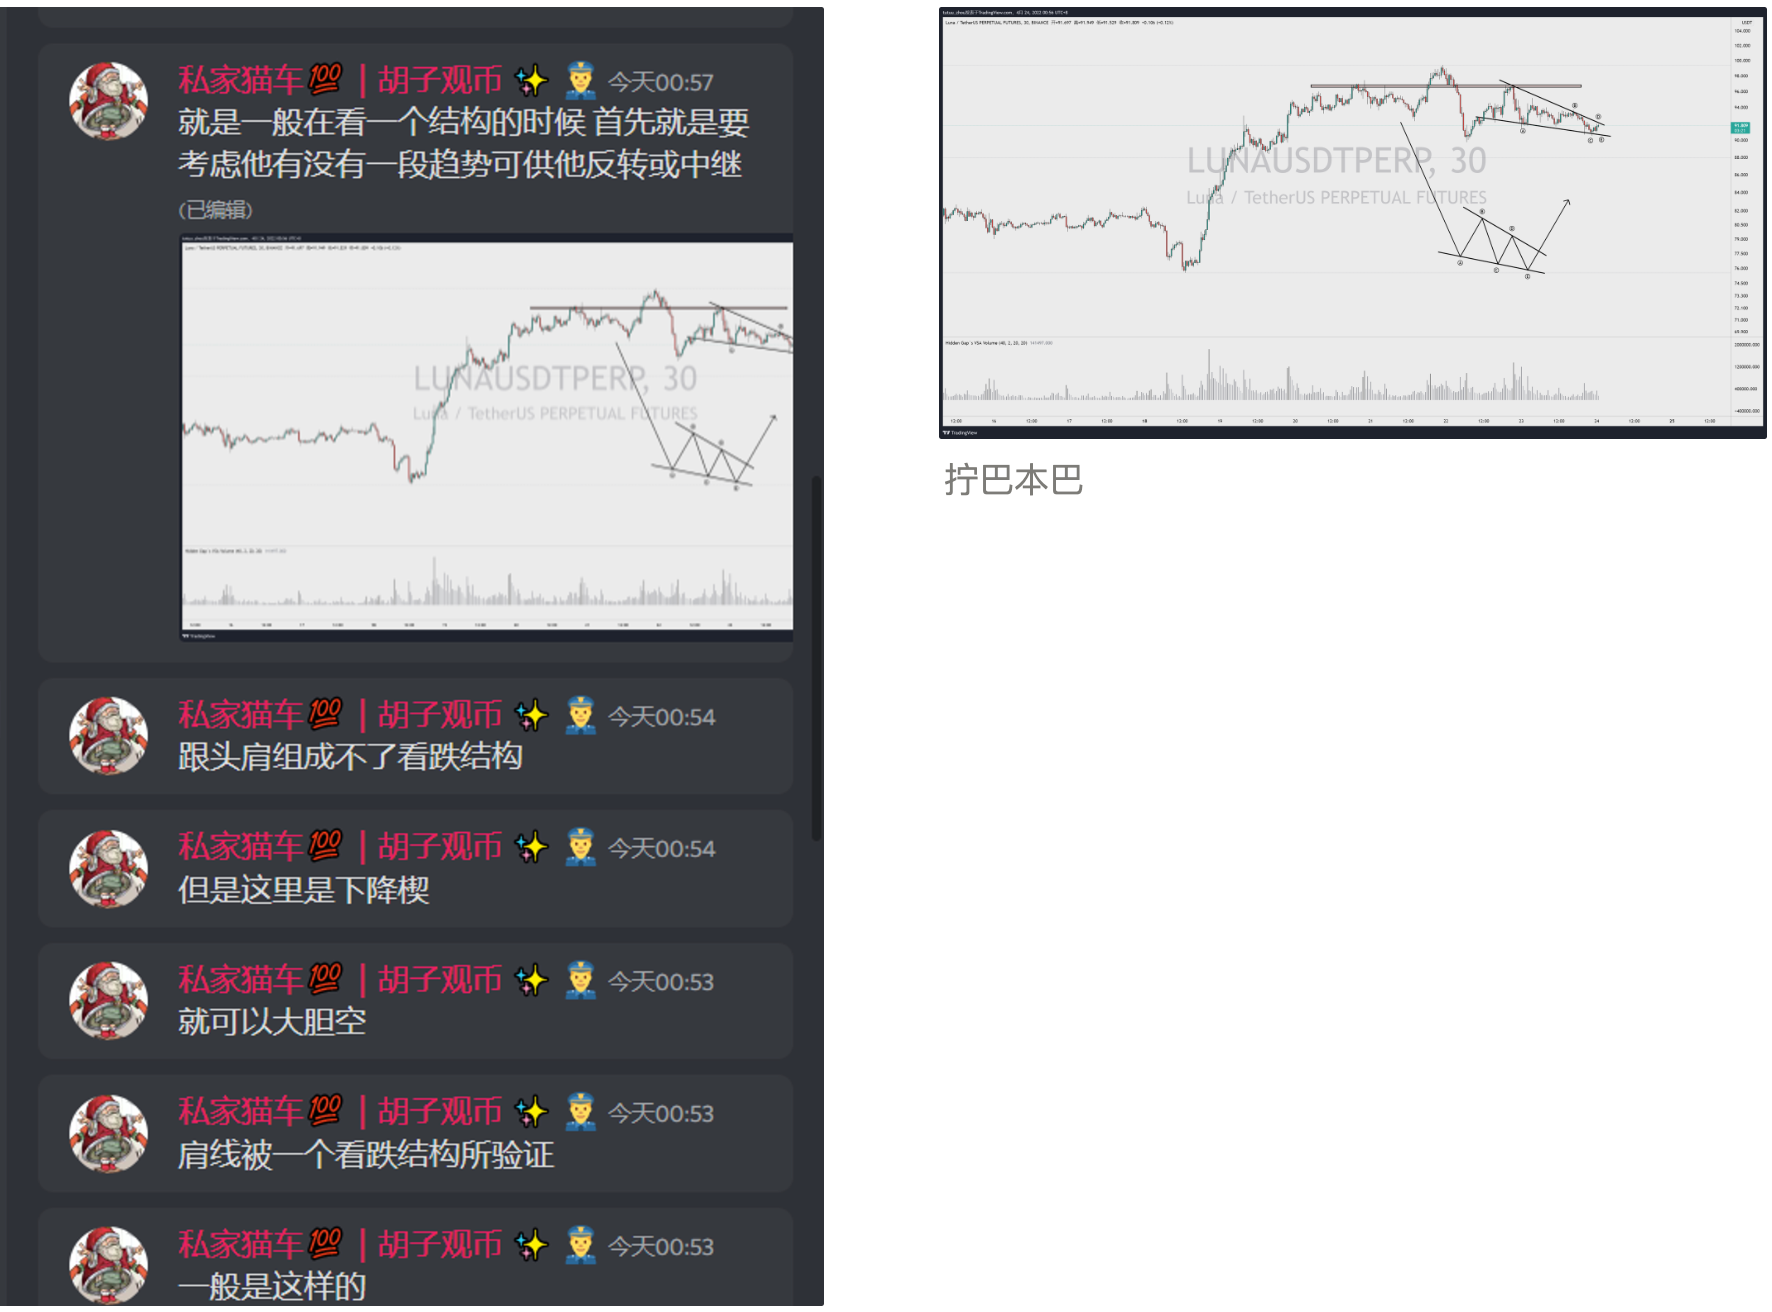 私家猫车💯 | 胡子观币 ✨ 👮 今天00:57
就是一般在看一个结构的时候 首先就是要
考虑他有没有一段趋势可供他反转或中继
(已编辑)
LUNAUSDTPERP, 30
Luna / TetherUS PERPETUAL FUTURES
TradingView
私家猫车💯 | 胡子观币 ✨ 👮 今天00:54
跟头肩组成不了看跌结构
私家猫车💯 | 胡子观币 ✨ 👮 今天00:54
但是这里是下降楔
私家猫车💯 | 胡子观币 ✨ 👮 今天00:53
就可以大胆空
私家猫车💯 | 胡子观币 ✨ 👮 今天00:53
肩线被一个看跌结构所验证
私家猫车💯 | 胡子观币 ✨ 👮 今天00:53
一般是这样的
LUNAUSDTPERP, 30
Luna / TetherUS PERPETUAL FUTURES
TradingView
拧巴本巴